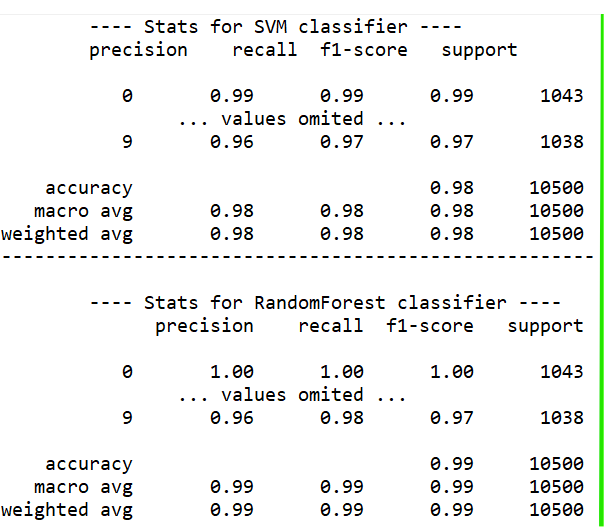 ---- Stats for SVM classifier ----
precision recall f1-score support
0 0.99 0.99 0.99 1043
... values omited ...
9 0.96 0.97 0.97 1038
accuracy 0.98 10500
macro avg 0.98 0.98 0.98 10500
weighted avg 0.98 0.98 0.98 10500
------------------------------------------------------
---- Stats for RandomForest classifier ----
precision recall f1-score support
0 1.00 1.00 1.00 1043
... values omited ...
9 0.96 0.98 0.97 1038
accuracy 0.99 10500
macro avg 0.99 0.99 0.99 10500
weighted avg 0.99 0.99 0.99 10500